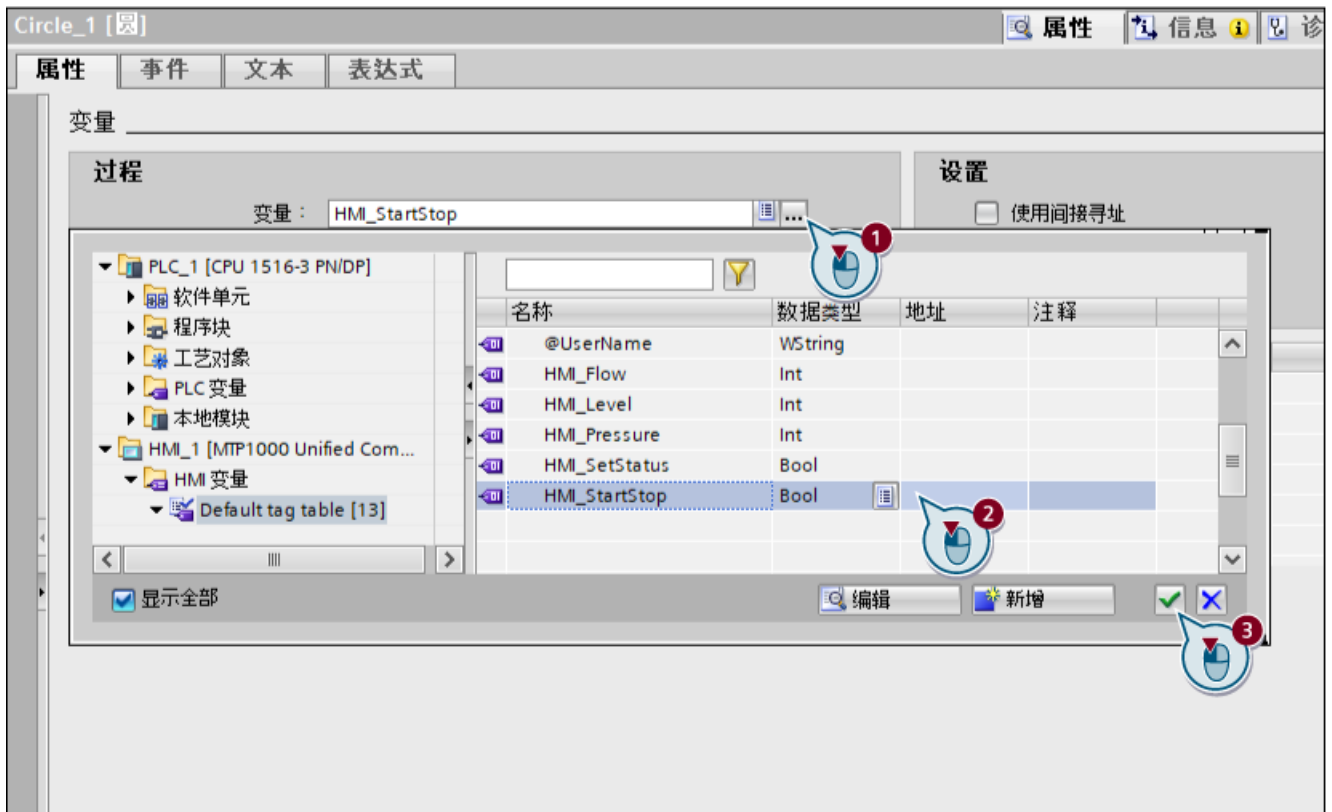 Circle_1 [圆]
属性 信息 诊
属性 事件 文本 表达式
变量
过程 设置
变量： HMI_StartStop ... 使用间接寻址
1
PLC_1 [CPU 1516-3 PN/DP]
软件单元
名称 数据类型 地址 注释
程序块
@UserName WString
工艺对象
HMI_Flow Int
PLC 变量
HMI_Level Int
本地模块
HMI_Pressure Int
HMI_1 [MTP1000 Unified Com...
HMI_SetStatus Bool
HMI 变量
HMI_StartStop Bool
Default tag table [13]
2
显示全部 编辑 新增
3